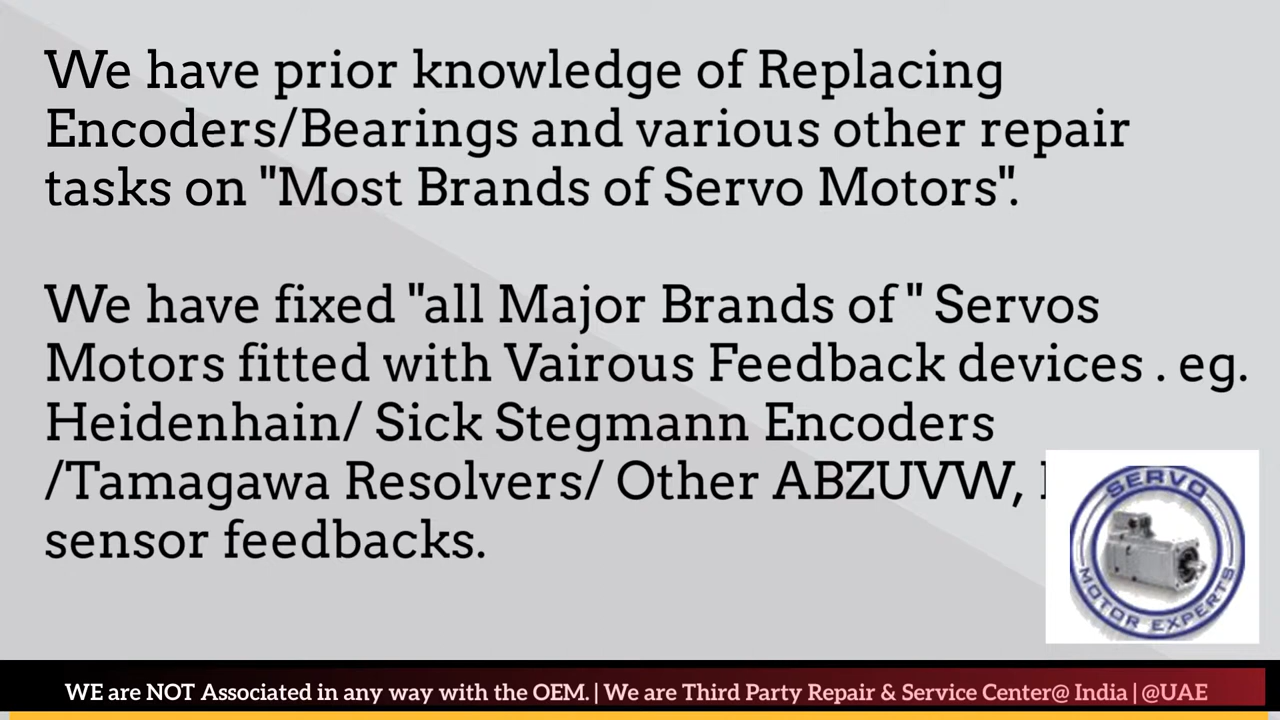 We have prior knowledge of Replacing
Encoders/Bearings and various other repair
tasks on "Most Brands of Servo Motors".
We have fixed "all Major Brands of " Servos
Motors fitted with Vairous Feedback devices . eg.
Heidenhain/ Sick Stegmann Encoders
/Tamagawa Resolvers/ Other ABZUVW,
sensor feedbacks.
SERVO
MOTOR EXPERTS
WE are NOT Associated in any way with the OEM. | We are Third Party Repair & Service Center@ India | @UAE